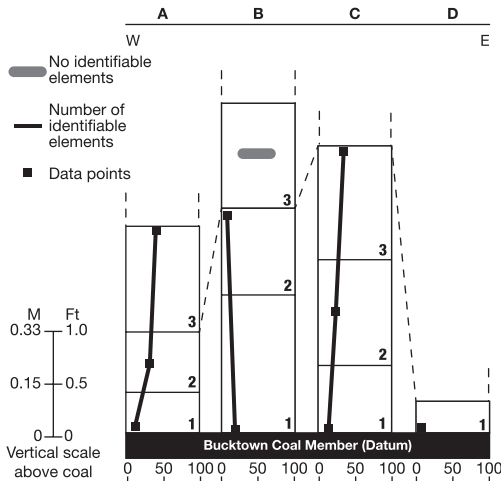 A B C D
W E
No identifiable
elements
Number of
identifiable
elements
Data points
3
3
2
3
2
M Ft
0.33 1.0
0.15 0.5
0 0
3
2
1
1
2
1
1
Bucktown Coal Member (Datum)
Vertical scale
above coal
0 50 100 0 50 100 0 50 100 0 50 100